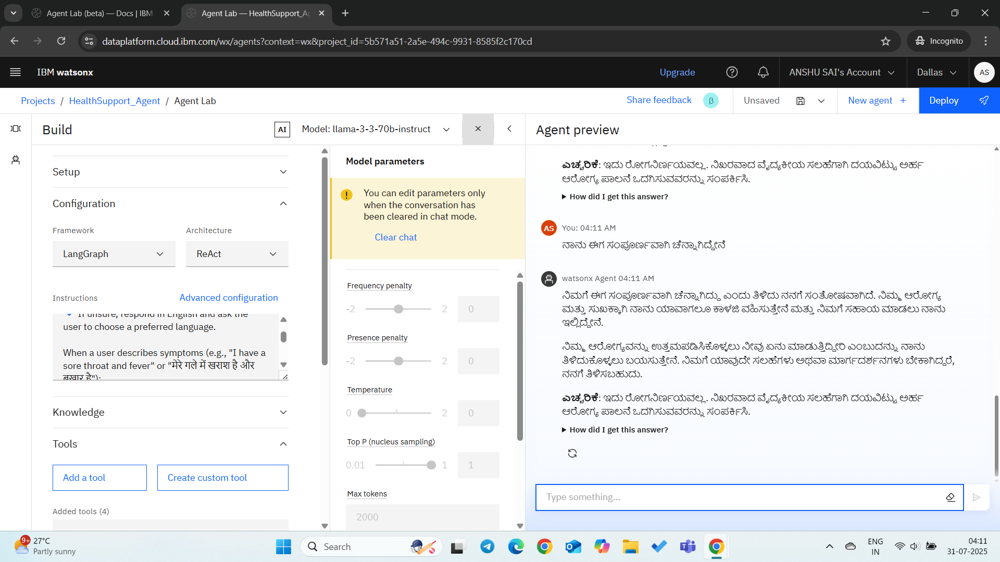 Agent Lab (beta) — Docs | IBM
Agent Lab — HealthSupport_Ag
dataplatform.cloud.ibm.com/wx/agents?context=wx&project_id=5b571a51-2a5e-494c-9931-8585f2c170cd
Incognito
IBM watsonx
Upgrade
ANSHU SAI's Account
Dallas
AS
Projects / HealthSupport_Agent / Agent Lab
Share feedback
β
Unsaved
New agent +
Deploy
Build
AI
Model: llama-3-3-70b-instruct
Agent preview
Setup
Configuration
Framework
Architecture
LangGraph
ReAct
Instructions
Advanced configuration
If unsure, respond in English and ask the
user to choose a preferred language.
When a user describes symptoms (e.g., "I have a
sore throat and fever" or "मेरे गले में खराश है और
बुखार है"):
Knowledge
Tools
Add a tool
Create custom tool
Added tools (4)
Model parameters
You can edit parameters only
when the conversation has
been cleared in chat mode.
Clear chat
Frequency penalty
-2
2
0
Presence penalty
-2
2
0
Temperature
0
2
0
Top P (nucleus sampling)
0.01
1
1
Max tokens
2000
ಎಚ್ಚರಿಕೆ: ಇದು ರೋಗನಿರ್ಣಯವಲ್ಲ. ನಿಖರವಾದ ವೈದ್ಯಕೀಯ ಸಲಹೆಗಾಗಿ ದಯವಿಟ್ಟು ಅರ್ಹ
ಆರೋಗ್ಯ ಪಾಲನೆ ಒದಗಿಸುವವರನ್ನು ಸಂಪರ್ಕಿಸಿ.
How did I get this answer?
AS
You: 04:11 AM
ನಾನು ಈಗ ಸಂಪೂರ್ಣವಾಗಿ ಚೆನ್ನಾಗಿದ್ದೇನೆ
watsonx Agent 04:11 AM
ನಿಮಗೆ ಈಗ ಸಂಪೂರ್ಣವಾಗಿ ಚೆನ್ನಾಗಿದ್ದು ಎಂದು ತಿಳಿದು ನನಗೆ ಸಂತೋಷವಾಗಿದೆ. ನಿಮ್ಮ ಆರೋಗ್ಯ
ಮತ್ತು ಸುಖಕ್ಕಾಗಿ ನಾನು ಯಾವಾಗಲೂ ಕಾಳಜಿ ವಹಿಸುತ್ತೇನೆ ಮತ್ತು ನಿಮಗೆ ಸಹಾಯ ಮಾಡಲು ನಾನು
ಇಲ್ಲಿದ್ದೇನೆ.
ನಿಮ್ಮ ಆರೋಗ್ಯವನ್ನು ಉತ್ತಮಪಡಿಸಿಕೊಳ್ಳಲು ನೀವು ಏನು ಮಾಡುತ್ತಿದ್ದೀರಿ ಎಂಬುದನ್ನು ನಾನು
ತಿಳಿದುಕೊಳ್ಳಲು ಬಯಸುತ್ತೇನೆ. ನಿಮಗೆ ಯಾವುದೇ ಸಲಹೆಗಳು ಅಥವಾ ಮಾರ್ಗದರ್ಶನಗಳು ಬೇಕಾಗಿದ್ದರೆ,
ನನಗೆ ತಿಳಿಸಬಹುದು.
ಎಚ್ಚರಿಕೆ: ಇದು ರೋಗನಿರ್ಣಯವಲ್ಲ. ನಿಖರವಾದ ವೈದ್ಯಕೀಯ ಸಲಹೆಗಾಗಿ ದಯವಿಟ್ಟು ಅರ್ಹ
ಆರೋಗ್ಯ ಪಾಲನೆ ಒದಗಿಸುವವರನ್ನು ಸಂಪರ್ಕಿಸಿ.
How did I get this answer?
Type something...
9+
27°C
Partly sunny
Search
ENG
IN
04:11
31-07-2025